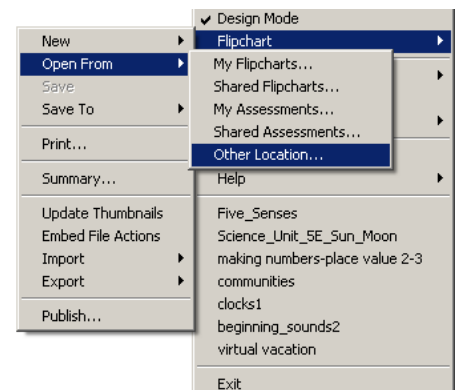 Design Mode
Flipchart
New
Open From
Save
Save To
Print...
Summary...
Update Thumbnails
Embed File Actions
Import
Export
Publish...
My Flipcharts...
Shared Flipcharts...
My Assessments...
Shared Assessments...
Other Location...
Help
Five_Senses
Science_Unit_5E_Sun_Moon
making numbers-place value 2-3
communities
clocks1
beginning_sounds2
virtual vacation
Exit